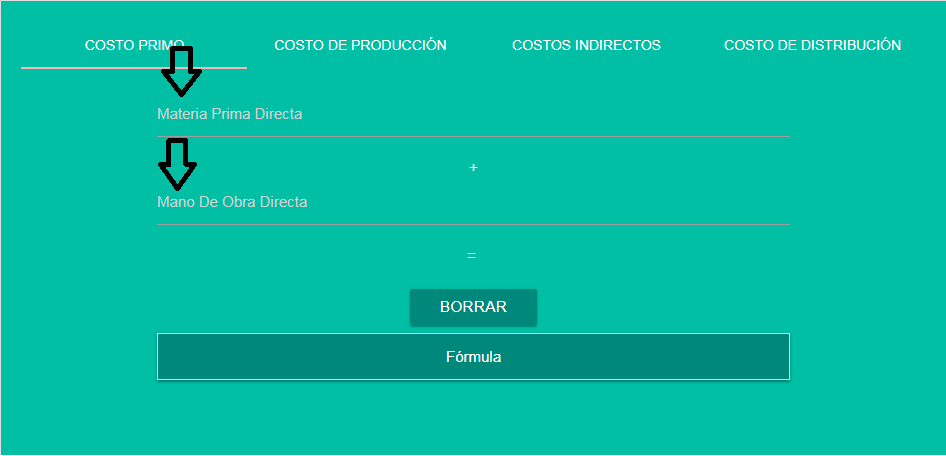 COSTO PRIMO COSTO DE PRODUCCIÓN COSTOS INDIRECTOS COSTO DE DISTRIBUCIÓN
Materia Prima Directa
+
Mano De Obra Directa
=
BORRAR
Fórmula